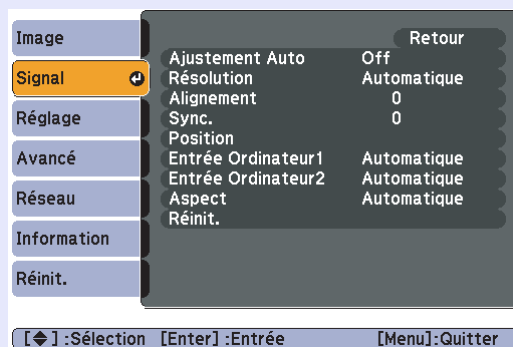 Image
Signal
Réglage
Avancé
Réseau
Information
Réinit.
Retour
Ajustement Auto Off
Résolution Automatique
Alignement 0
Sync. 0
Position
Entrée Ordinateur1 Automatique
Entrée Ordinateur2 Automatique
Aspect Automatique
Réinit.
[◆] :Sélection [Enter] :Entrée [Menu]:Quitter